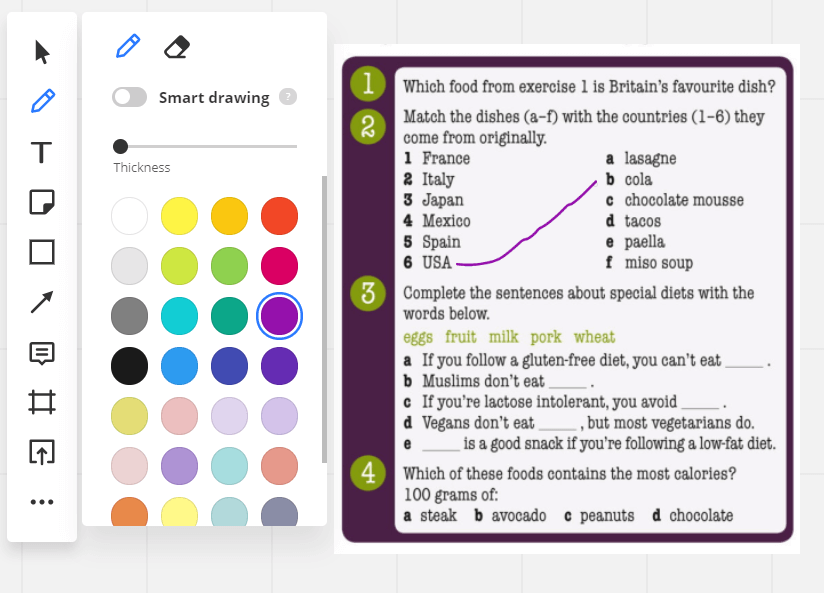 Smart drawing ?
Thickness
T
1 Which food from exercise 1 is Britain's favourite dish?
2 Match the dishes (a–f) with the countries (1–6) they
come from originally.
1 France a lasagne
2 Italy b cola
3 Japan c chocolate mousse
4 Mexico d tacos
5 Spain e paella
6 USA f miso soup
3 Complete the sentences about special diets with the
words below.
eggs fruit milk pork wheat
a If you follow a gluten-free diet, you can't eat _____ .
b Muslims don't eat _____ .
c If you're lactose intolerant, you avoid _____ .
d Vegans don't eat _____ , but most vegetarians do.
e _____ is a good snack if you're following a low-fat diet.
4 Which of these foods contains the most calories?
100 grams of:
a steak b avocado c peanuts d chocolate